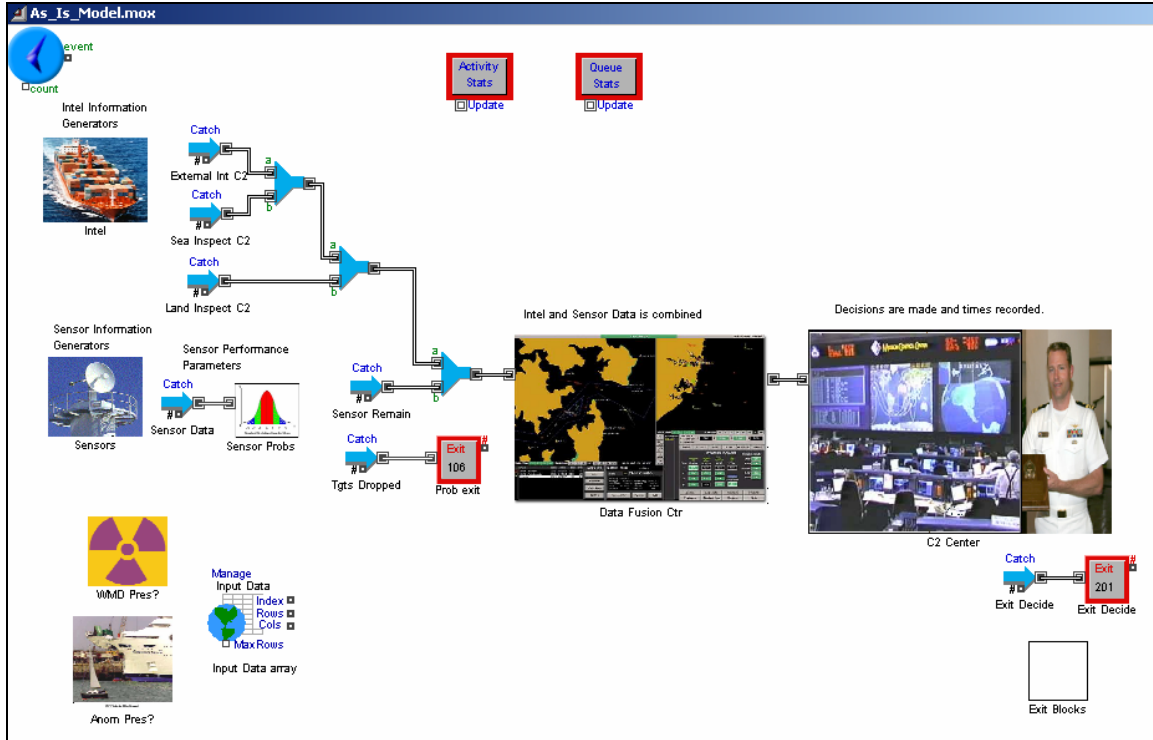 As_Is_Model.mox
event
count
Activity
Stats
Update
Queue
Stats
Update
Intel Information
Generators
Intel
Catch
#
External Int C2
a
b
Catch
#
Sea Inspect C2
a
b
Catch
#
Land Inspect C2
Sensor Information
Generators
Sensors
Sensor Performance
Parameters
Catch
#
Sensor Data
Sensor Probs
a
b
Catch
#
Sensor Remain
Catch
#
Tgts Dropped
Exit
106
#
Prob exit
Intel and Sensor Data is combined
Data Fusion Ctr
Decisions are made and times recorded.
C2 Center
Catch
#
Exit Decide
Exit
201
#
Exit Decide
WMD Pres?
Anom Pres?
Manage
Input Data
Index
Rows
Cols
MaxRows
Input Data array
Exit Blocks